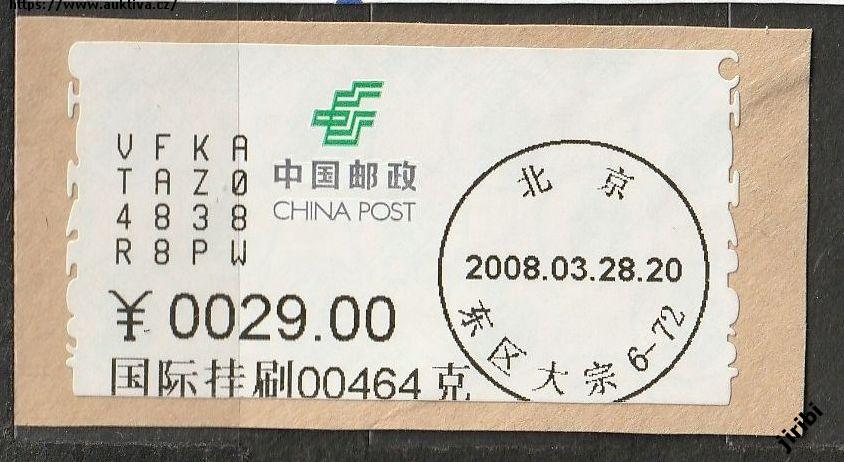 https://www.auktiva.cz/
V F K A
T A Z 0
4 8 3 8
R 8 P W
中国邮政
CHINA POST
¥ 0029.00
国际挂刷00464 克
北京
2008.03.28.20
东区大宗 6-72
jiribi